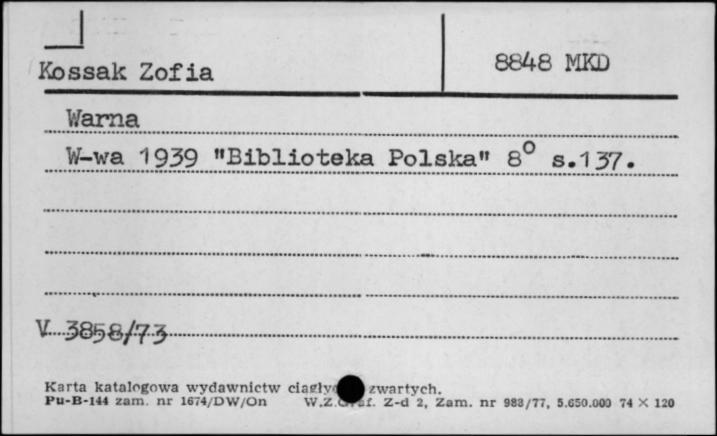 Kossak Zofia
8848 MKD
Warna
W-wa 1939 "Biblioteka Polska" 8° s.137.
V 3858/73
Karta katalogowa wydawnictw zwartych.
Pu-B-144 zam. nr 1674/DW/On W.Z.Graf. Z-d 2, Zam. nr 983/77, 5.650.000 74 × 120